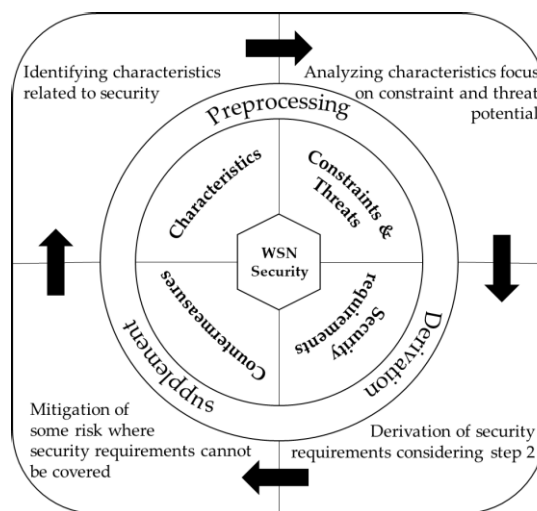 Identifying characteristics
related to security
Analyzing characteristics focus
on constraint and threat
potential
Preprocessing
Characteristics
Constraints &
Threats
WSN
Security
Countermeasures
Security
requirements
supplement
Derivation
Mitigation of
some risk where
security requirements cannot
be covered
Derivation of security
requirements considering step 2